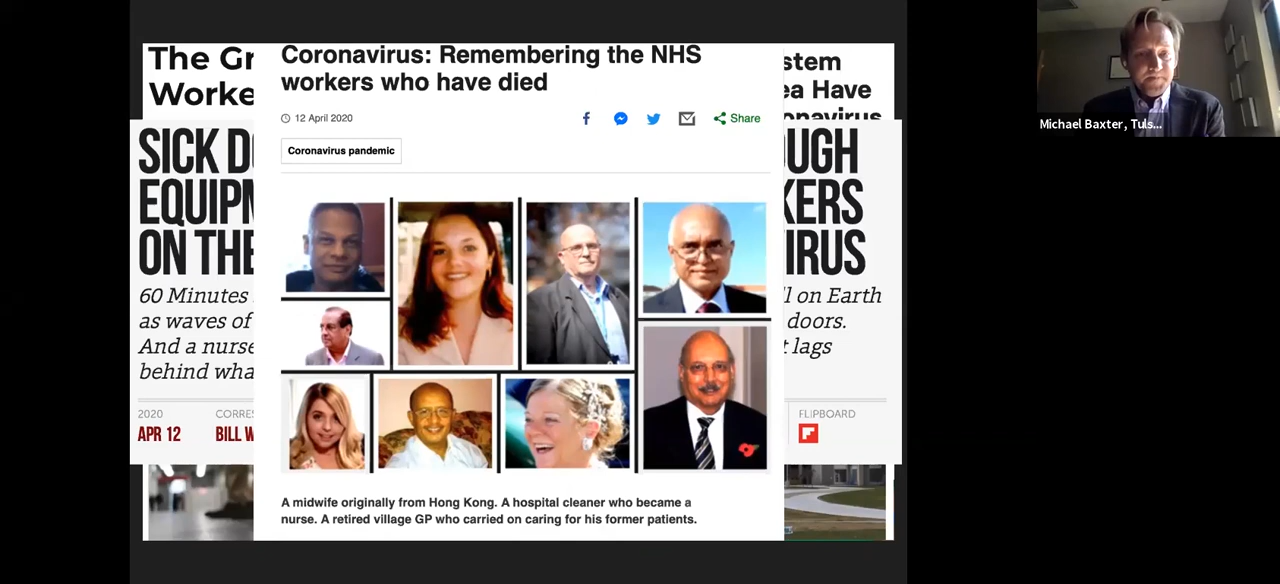 The Gr
Worke
Coronavirus: Remembering the NHS
workers who have died
12 April 2020
Share
Coronavirus pandemic
A midwife originally from Hong Kong. A hospital cleaner who became a
nurse. A retired village GP who carried on caring for his former patients.
stem
ea Have
onavirus
SICK D
EQUIPM
ON THE
UGH
KERS
IRUS
60 Minutes
as waves of
And a nurse
behind wha
l on Earth
doors.
t lags
2020
APR 12
CORRES
BILL W
FLIPBOARD
Michael Baxter, Tuls...